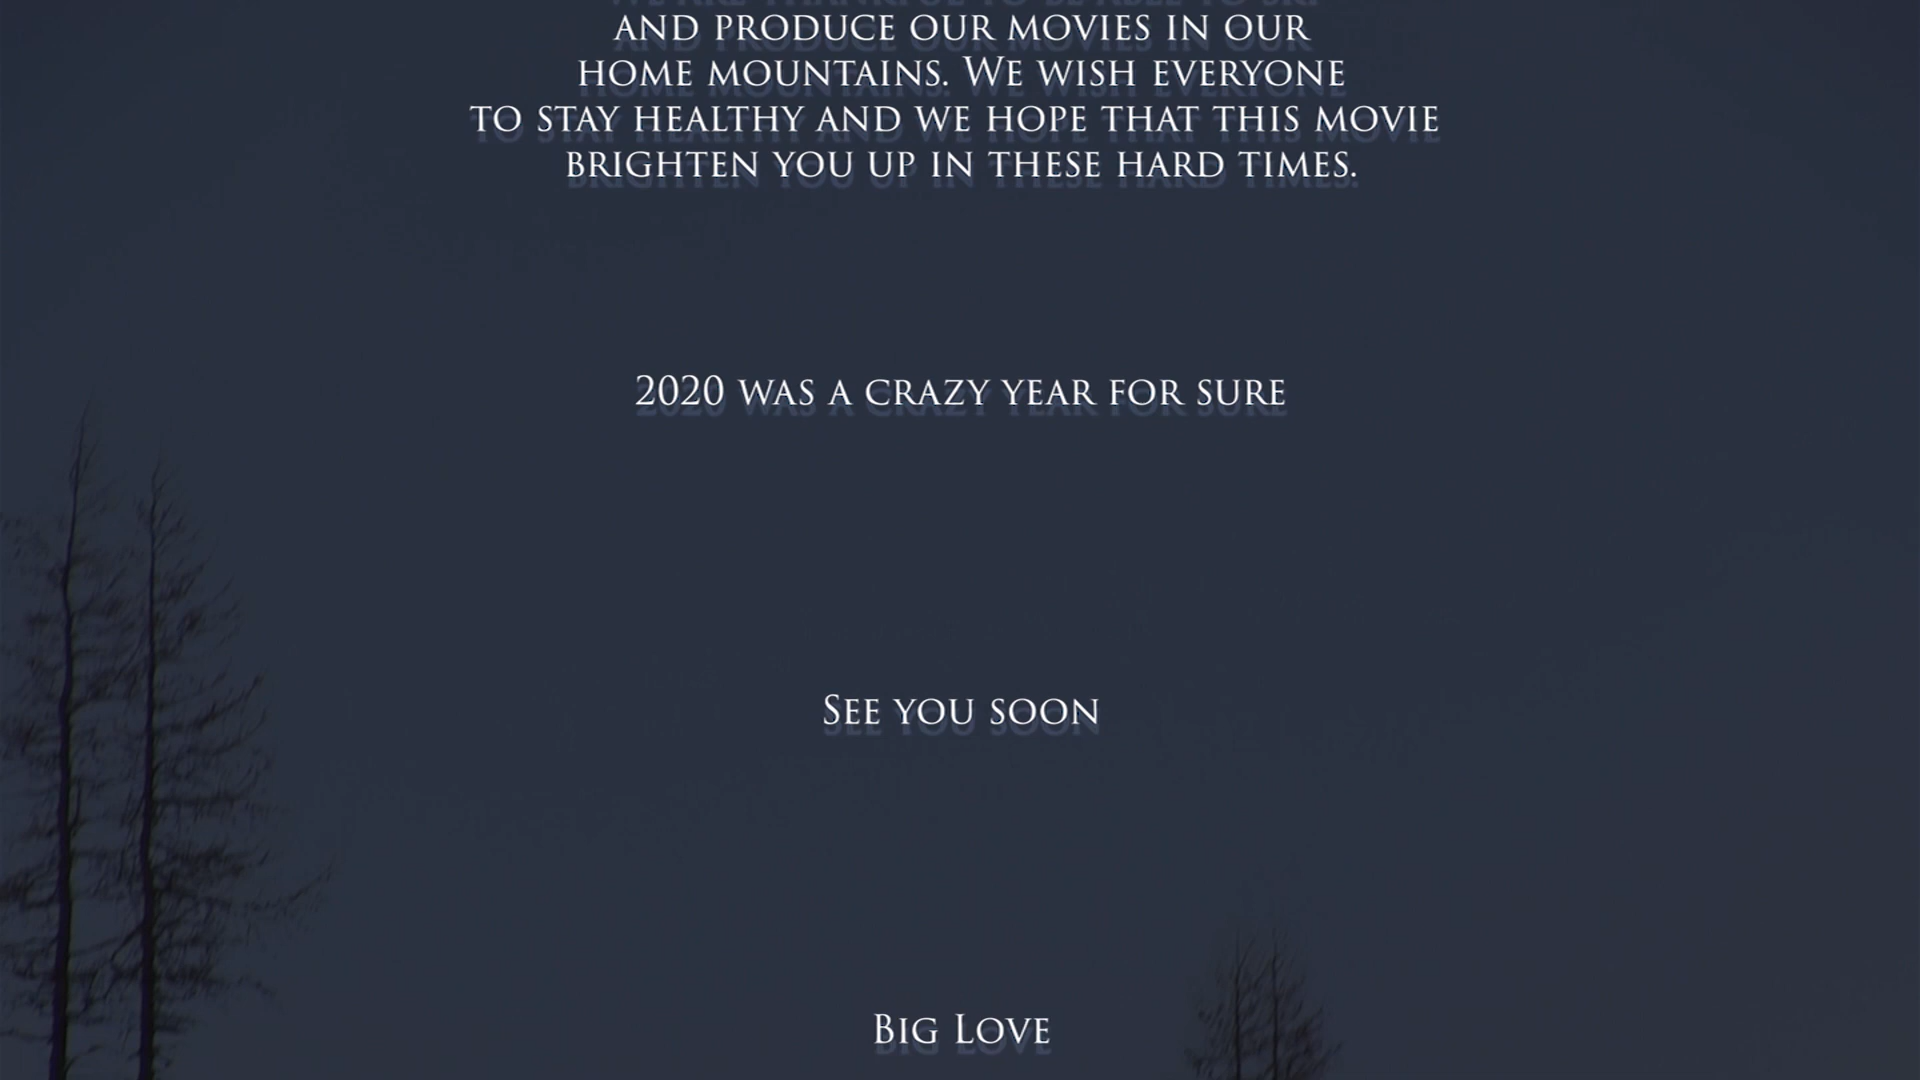 AND PRODUCE OUR MOVIES IN OUR
HOME MOUNTAINS. WE WISH EVERYONE
TO STAY HEALTHY AND WE HOPE THAT THIS MOVIE
BRIGHTEN YOU UP IN THESE HARD TIMES.
2020 WAS A CRAZY YEAR FOR SURE
SEE YOU SOON
BIG LOVE